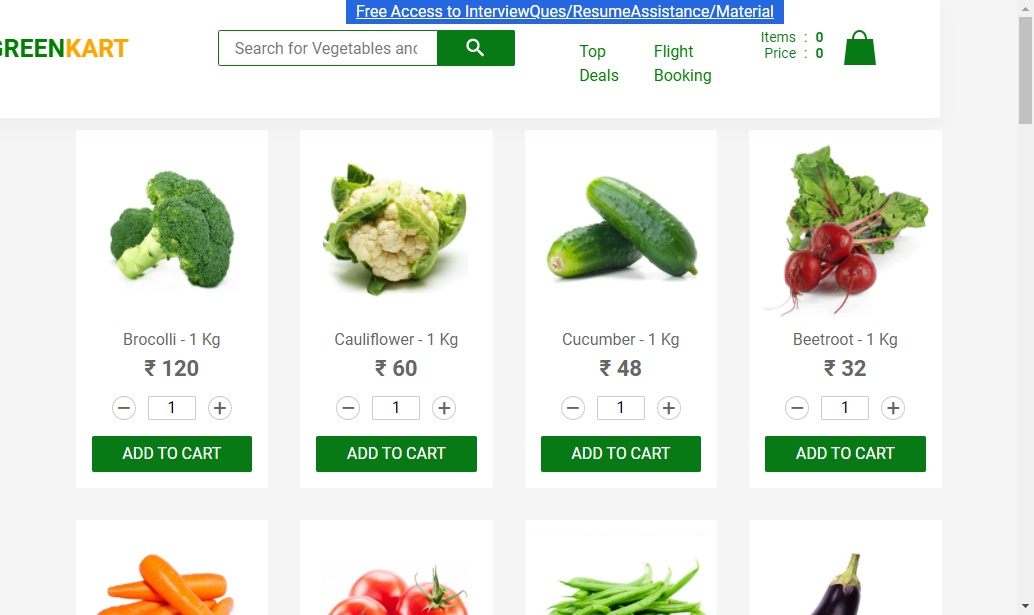 Free Access to InterviewQues/ResumeAssistance/Material
GREENKART
Search for Vegetables and
Top Deals
Flight Booking
Items : 0
Price : 0
Brocolli - 1 Kg
₹ 120
1
ADD TO CART
Cauliflower - 1 Kg
₹ 60
1
ADD TO CART
Cucumber - 1 Kg
₹ 48
1
ADD TO CART
Beetroot - 1 Kg
₹ 32
1
ADD TO CART